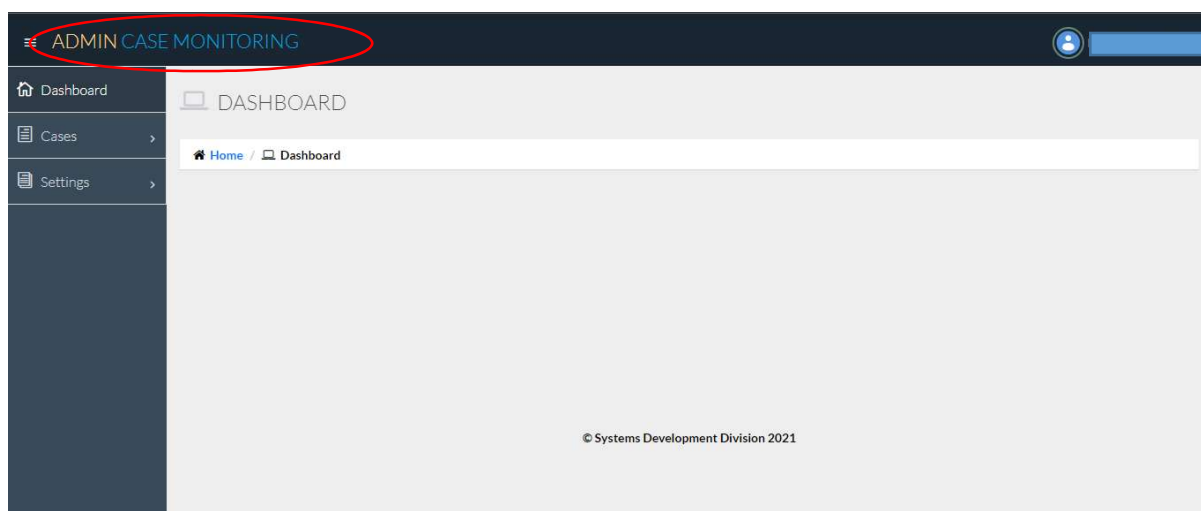 ADMIN CASE MONITORING
Dashboard
Cases
Settings
DASHBOARD
Home / Dashboard
© Systems Development Division 2021